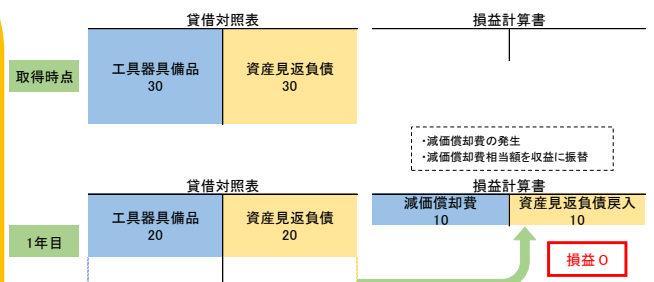 貸借対照表
損益計算書
取得時点
工具器具備品
30
資産見返負債
30
・減価償却費の発生
・減価償却費相当額を収益に振替
貸借対照表
損益計算書
1年目
工具器具備品
20
資産見返負債
20
減価償却費
10
資産見返負債戻入
10
損益０